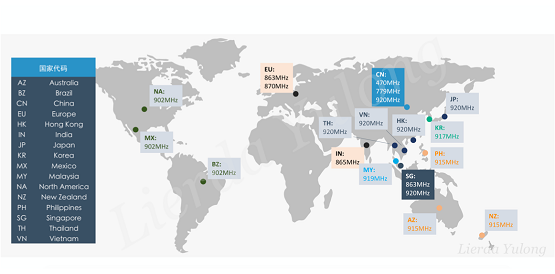 国家代码
AZ Australia
BZ Brazil
CN China
EU Europe
HK Hong Kong
IN India
JP Japan
KR Korea
MX Mexico
MY Malaysia
NA North America
NZ New Zealand
PH Philippines
SG Singapore
TH Thailand
VN Vietnam
NA:
902MHz
MX:
902MHz
BZ:
902MHz
EU:
863MHz
870MHz
CN:
470MHz
779MHz
920MHz
JP:
920MHz
VN:
920MHz
HK:
920MHz
TH:
920MHz
KR:
917MHz
IN:
865MHz
PH:
915MHz
MY:
919MHz
SG:
863MHz
920MHz
AZ:
915MHz
NZ:
915MHz
Lierda Yulong
Lierda Yulong